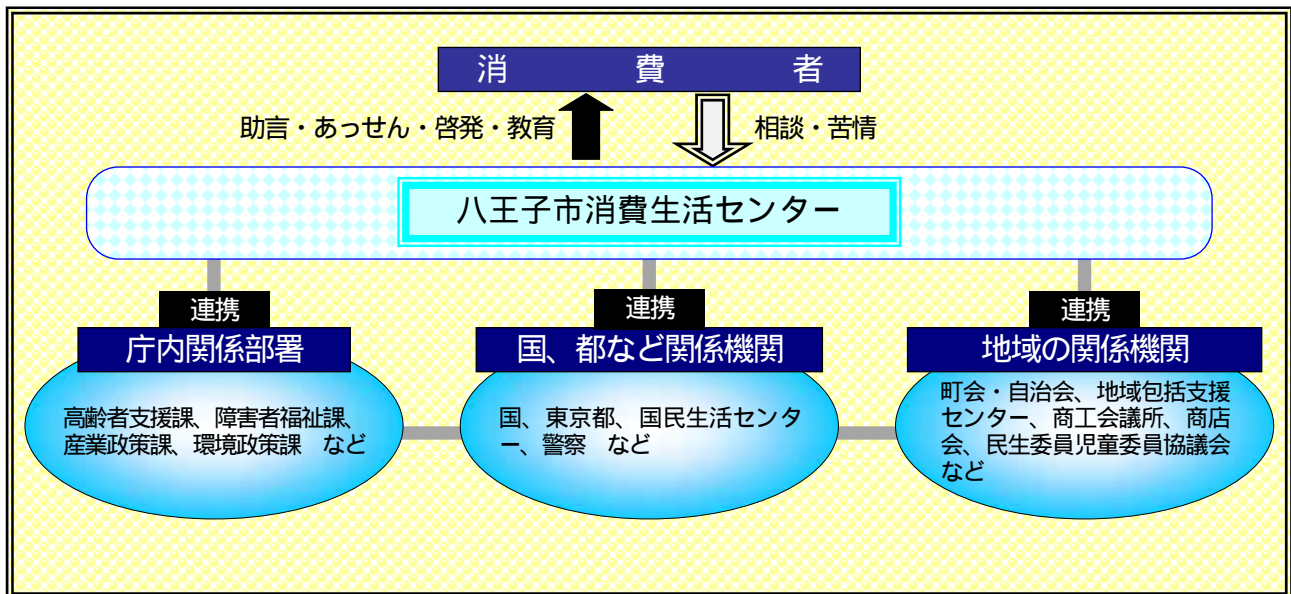 消費者
助言・あっせん・啓発・教育
相談・苦情
八王子市消費生活センター
連携
庁内関係部署
高齢者支援課、障害者福祉課、
産業政策課、環境政策課　など
連携
国、都など関係機関
国、東京都、国民生活センタ
ー、警察　など
連携
地域の関係機関
町会・自治会、地域包括支援
センター、商工会議所、商店
会、民生委員児童委員協議会
など